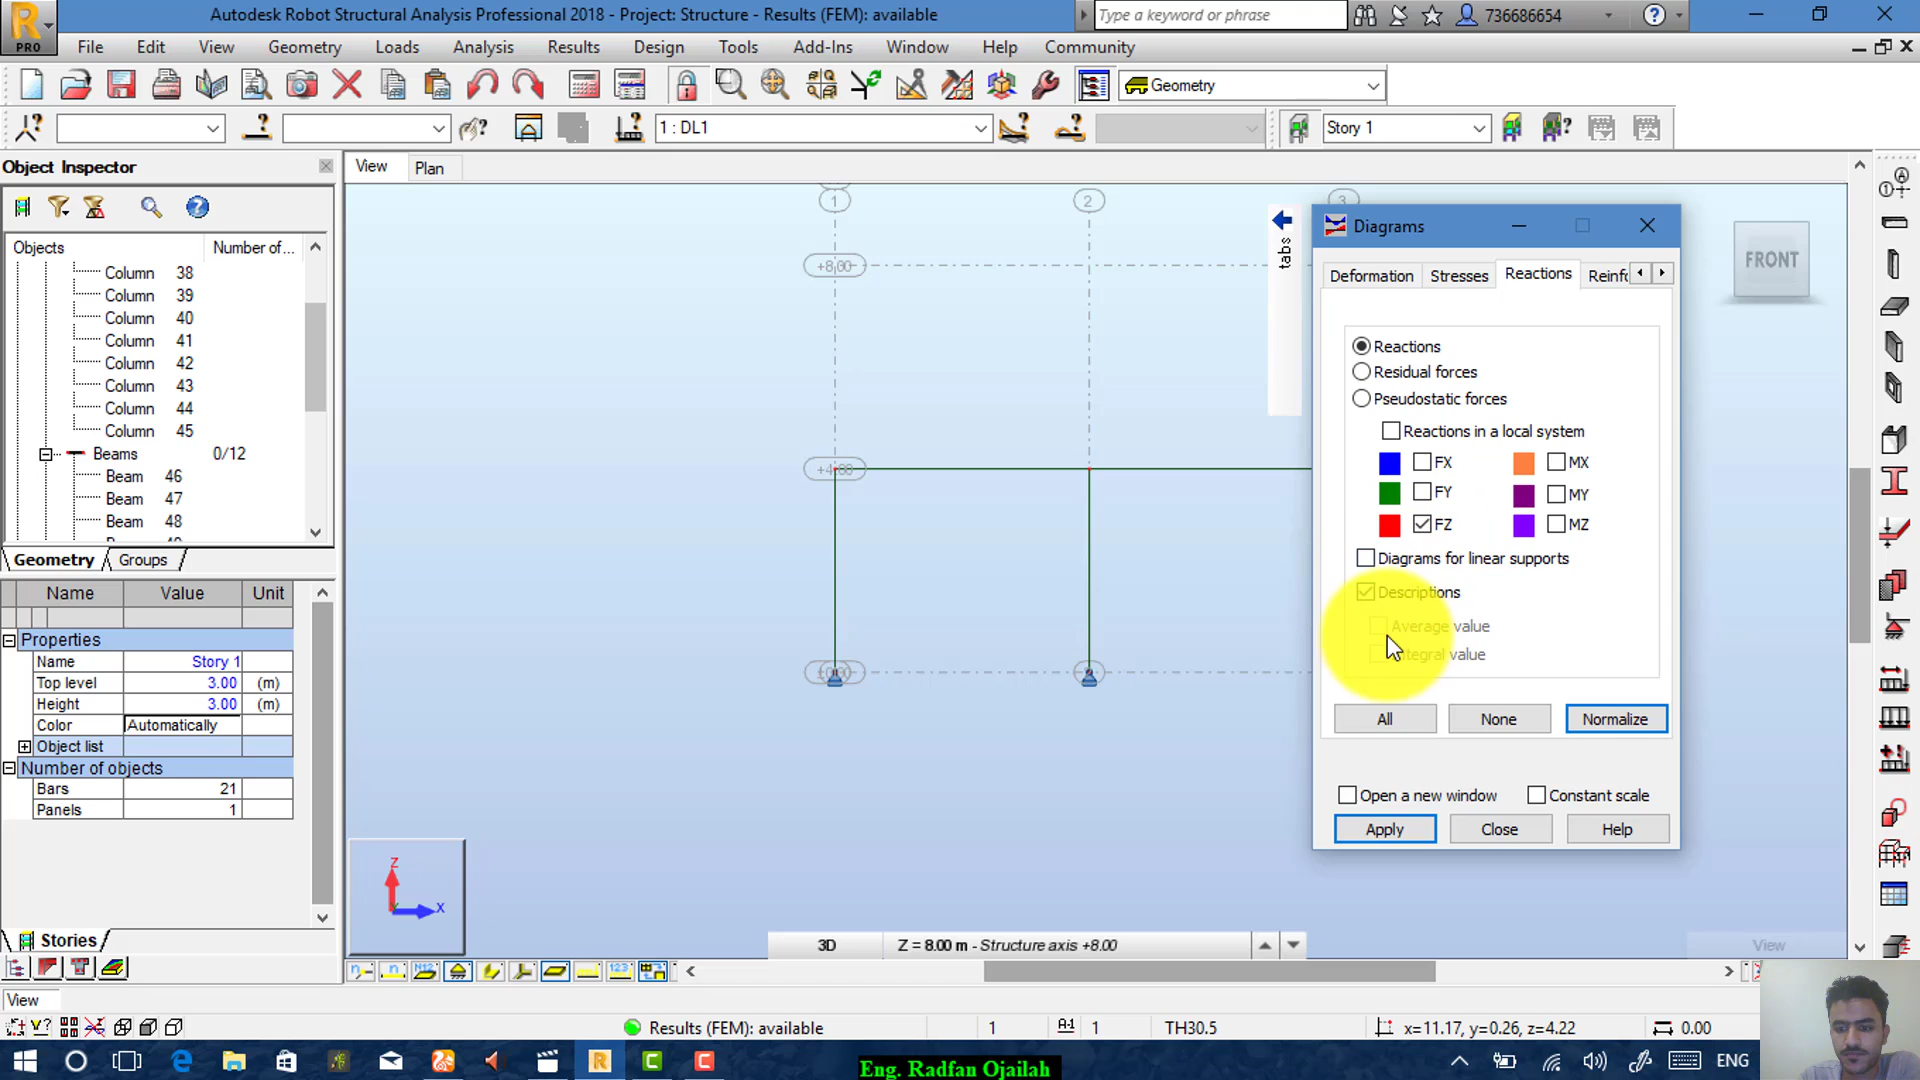 Autodesk Robot Structural Analysis Professional 2018 - Project: Structure - Results (FEM): available
Type a keyword or phrase
736686654
PRO
File Edit View Geometry Loads Analysis Results Design Tools Add-Ins Window Help Community
Geometry
1 : DL1
Story 1
Object Inspector
View Plan
Objects Number of...
Column 38
Column 39
Column 40
Column 41
Column 42
Column 43
Column 44
Column 45
Beams 0/12
Beam 46
Beam 47
Beam 48
Geometry Groups
Name Value Unit
Properties
Name Story 1
Top level 3.00 (m)
Height 3.00 (m)
Color Automatically
Object list
Number of objects
Bars 21
Panels 1
Stories
1 2 3
+8.00
FRONT
tabs
Diagrams
Deformation Stresses Reactions Reinfo
Reactions
Residual forces
Pseudostatic forces
Reactions in a local system
FX MX
FY MY
FZ MZ
Diagrams for linear supports
Descriptions
Average value
Integral value
All None Normalize
Open a new window Constant scale
Apply Close Help
Z
X
3D Z = 8.00 m - Structure axis +8.00
View
View
Results (FEM): available 1 1 TH30.5 x=11.17, y=0.26, z=4.22 0.00
Eng. Radfan Ojailah
ENG